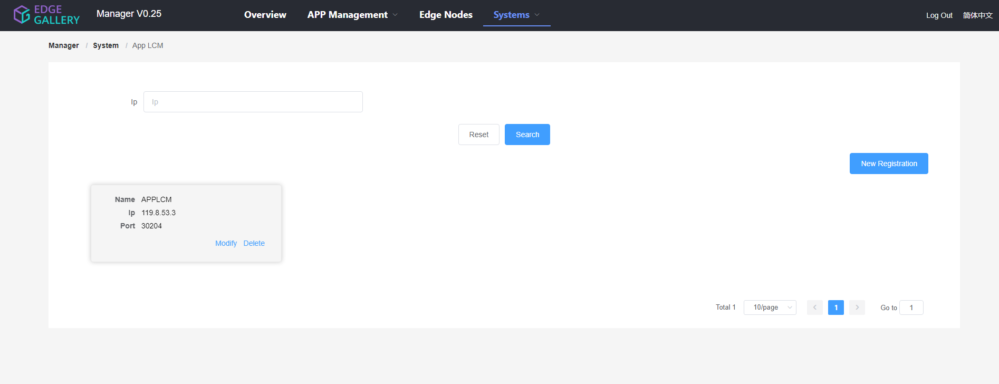 EDGE GALLERY
Manager V0.25
Overview
APP Management
Edge Nodes
Systems
Log Out
简体中文
Manager / System / App LCM
Ip
Ip
Reset
Search
New Registration
Name APPLCM
Ip 119.8.53.3
Port 30204
Modify Delete
Total 1
10/page
1
Go to 1